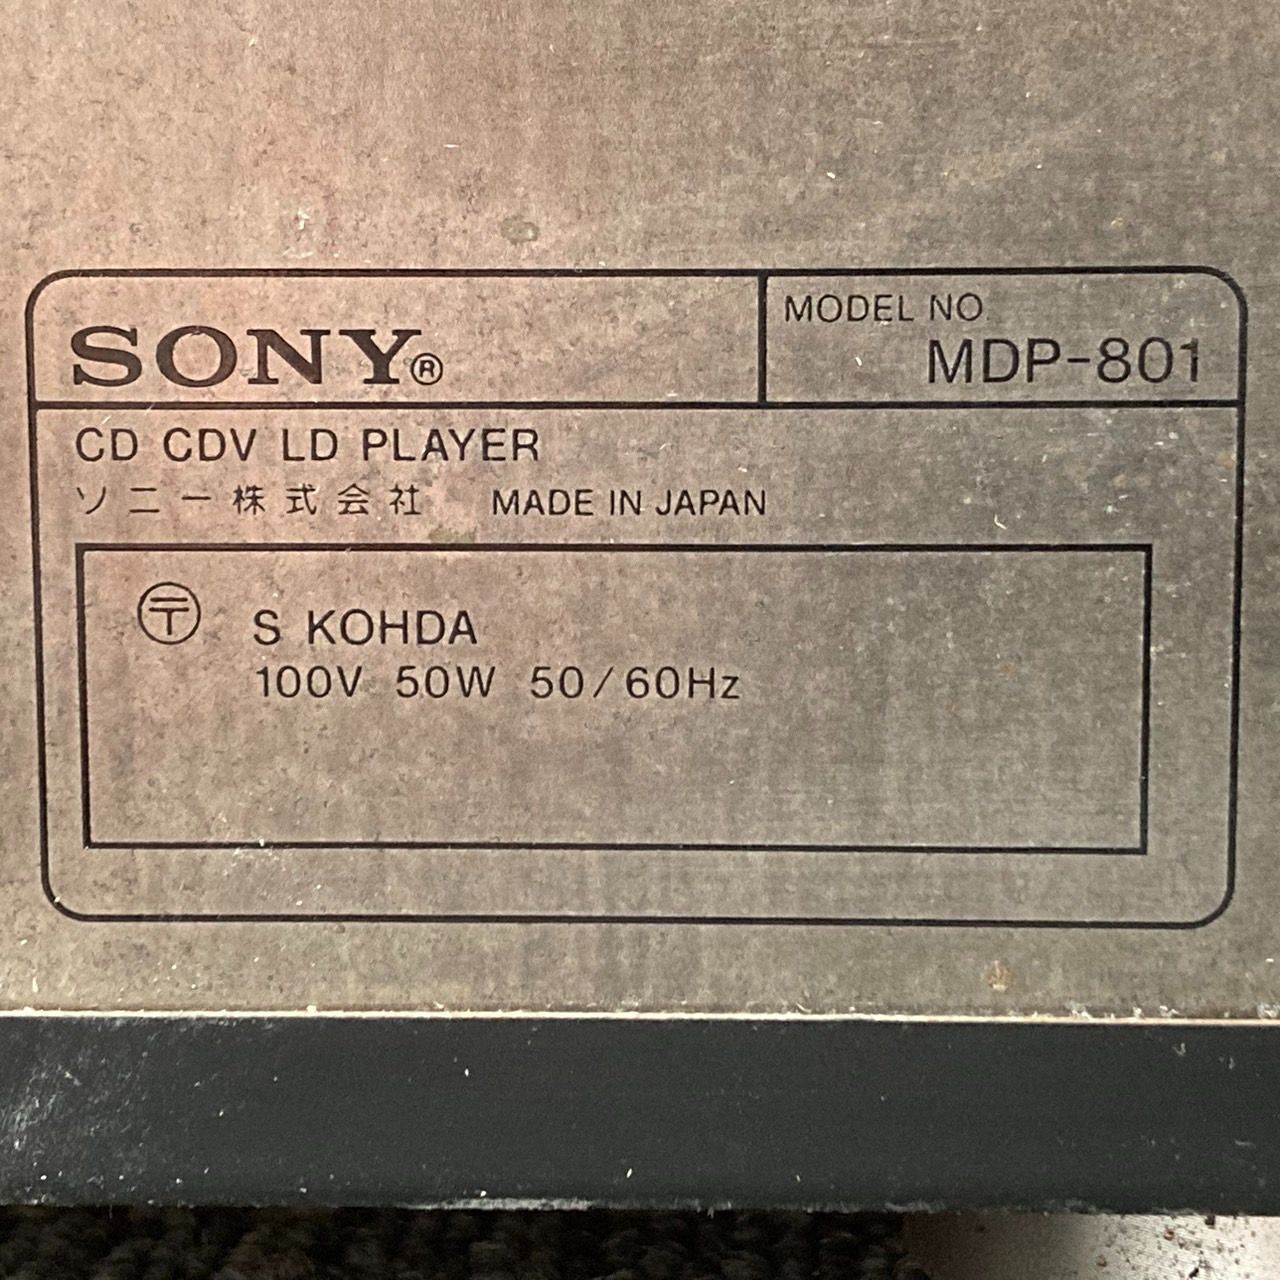 SONY®
MODEL NO
MDP-801
CD CDV LD PLAYER
ソニー株式会社 MADE IN JAPAN
〒 S KOHDA
100V 50W 50/60Hz